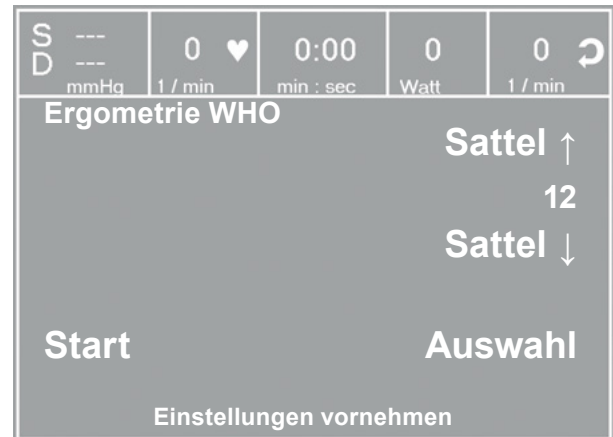 S --- 0 ♥ 0:00 0 0
D --- mmHg 1 / min min : sec Watt 1 / min
Ergometrie WHO
Sattel ↑
12
Sattel ↓
Start Auswahl
Einstellungen vornehmen